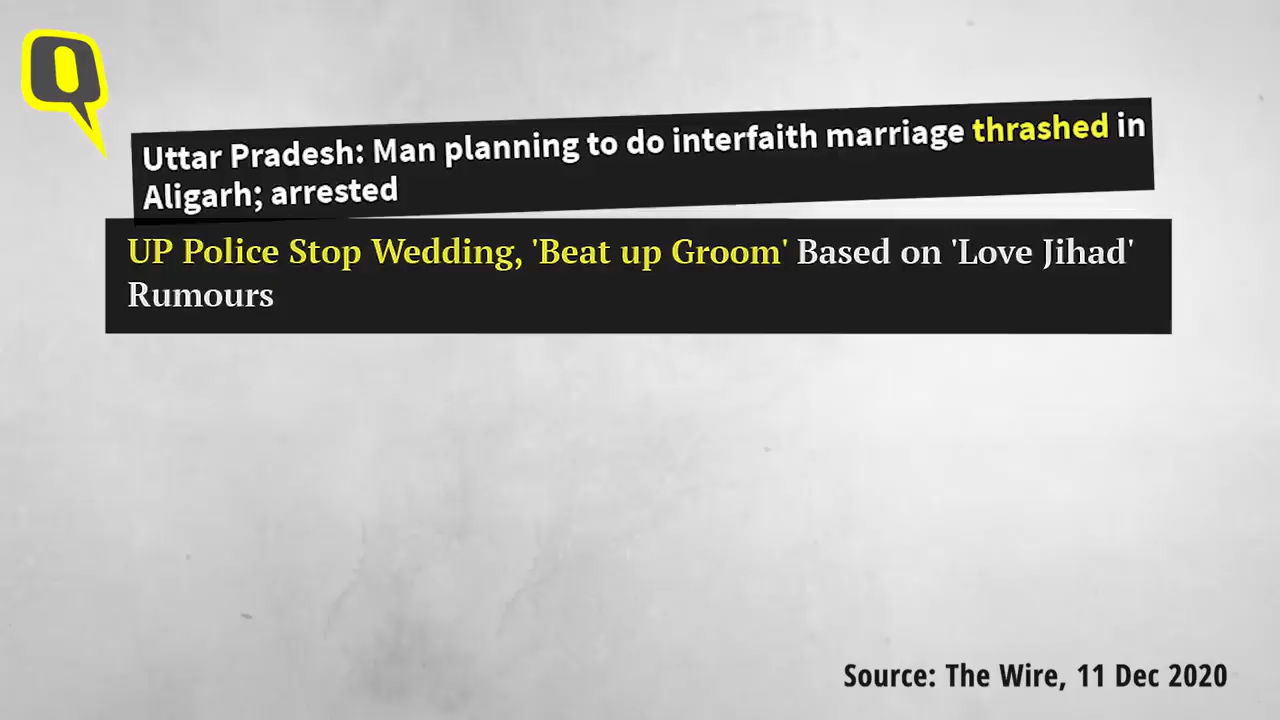 Uttar Pradesh: Man planning to do interfaith marriage thrashed in
Aligarh; arrested
UP Police Stop Wedding, 'Beat up Groom' Based on 'Love Jihad'
Rumours
Source: The Wire, 11 Dec 2020